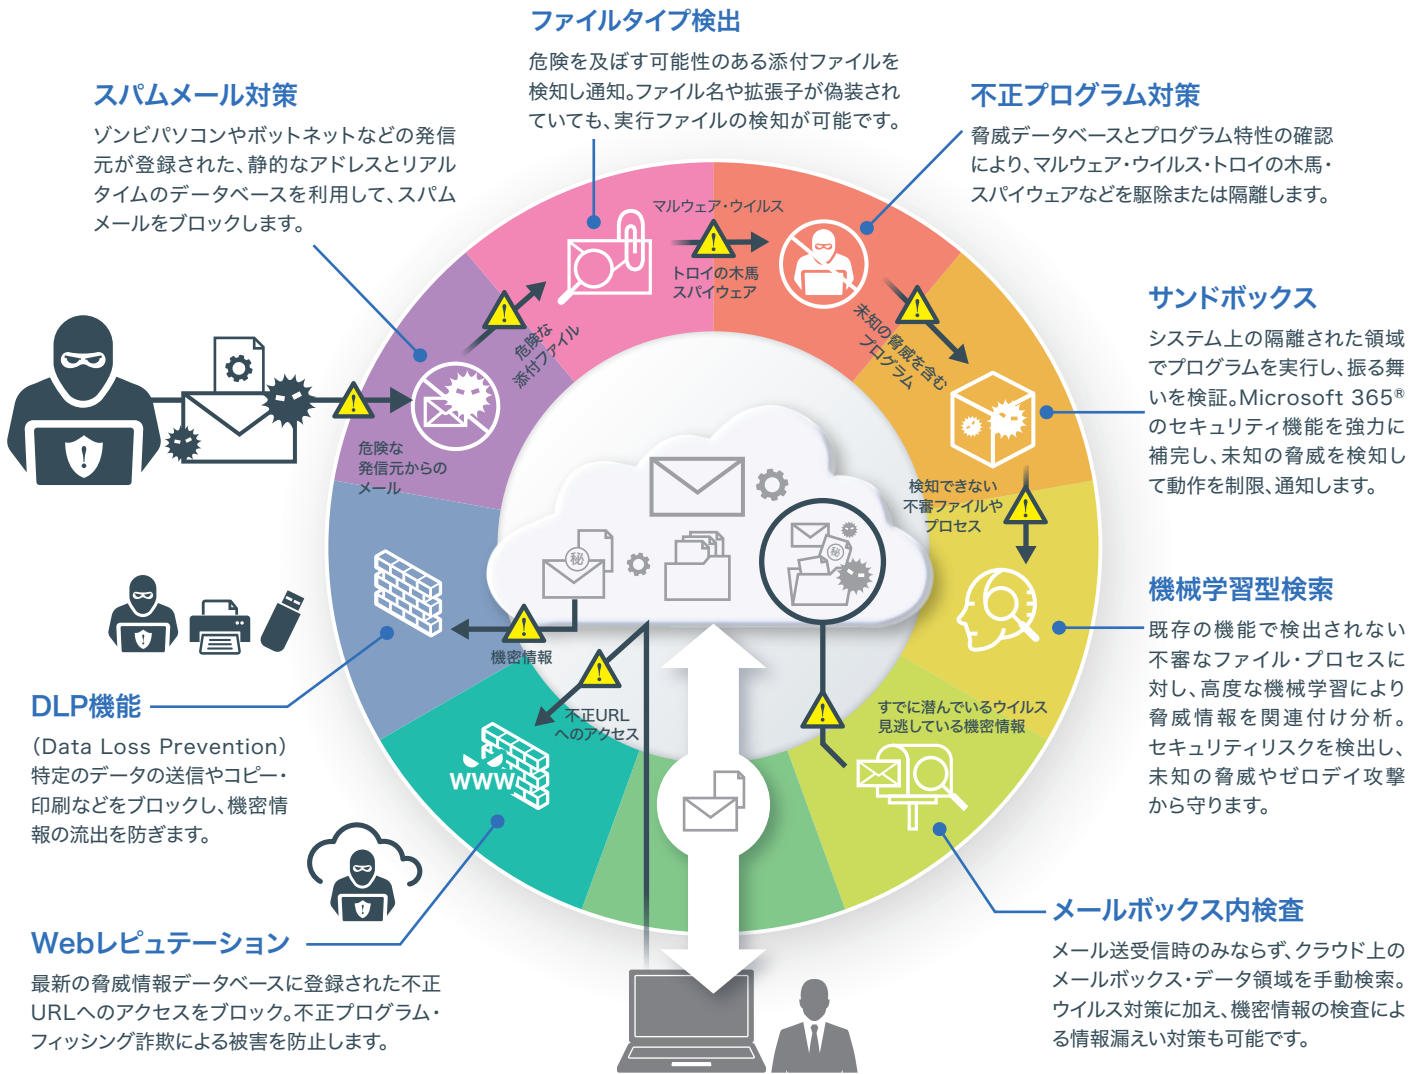 ファイルタイプ検出
危険を及ぼす可能性のある添付ファイルを
検知し通知。ファイル名や拡張子が偽装され
ていても、実行ファイルの検知が可能です。
スパムメール対策
ゾンビパソコンやボットネットなどの発信
元が登録された、静的なアドレスとリアル
タイムのデータベースを利用して、スパム
メールをブロックします。
不正プログラム対策
脅威データベースとプログラム特性の確認
により、マルウェア・ウイルス・トロイの木馬・
スパイウェアなどを駆除または隔離します。
マルウェア・ウイルス
トロイの木馬
スパイウェア
危険な
添付ファイル
未知の脅威を含む
プログラム
サンドボックス
システム上の隔離された領域
でプログラムを実行し、振る舞
いを検証。Microsoft 365®
のセキュリティ機能を強力に
補完し、未知の脅威を検知し
て動作を制限、通知します。
危険な
発信元からの
メール
検知できない
不審ファイルや
プロセス
秘
秘
機械学習型検索
既存の機能で検出されない
不審なファイル・プロセスに
対し、高度な機械学習により
脅威情報を関連付け分析。
セキュリティリスクを検出し、
未知の脅威やゼロデイ攻撃
から守ります。
機密情報
DLP機能
（Data Loss Prevention）
特定のデータの送信やコピー・
印刷などをブロックし、機密情
報の流出を防ぎます。
不正URL
へのアクセス
すでに潜んでいるウイルス
見逃している機密情報
WWW
Webレピュテーション
最新の脅威情報データベースに登録された不正
URLへのアクセスをブロック。不正プログラム・
フィッシング詐欺による被害を防止します。
メールボックス内検査
メール送受信時のみならず、クラウド上の
メールボックス・データ領域を手動検索。
ウイルス対策に加え、機密情報の検査によ
る情報漏えい対策も可能です。